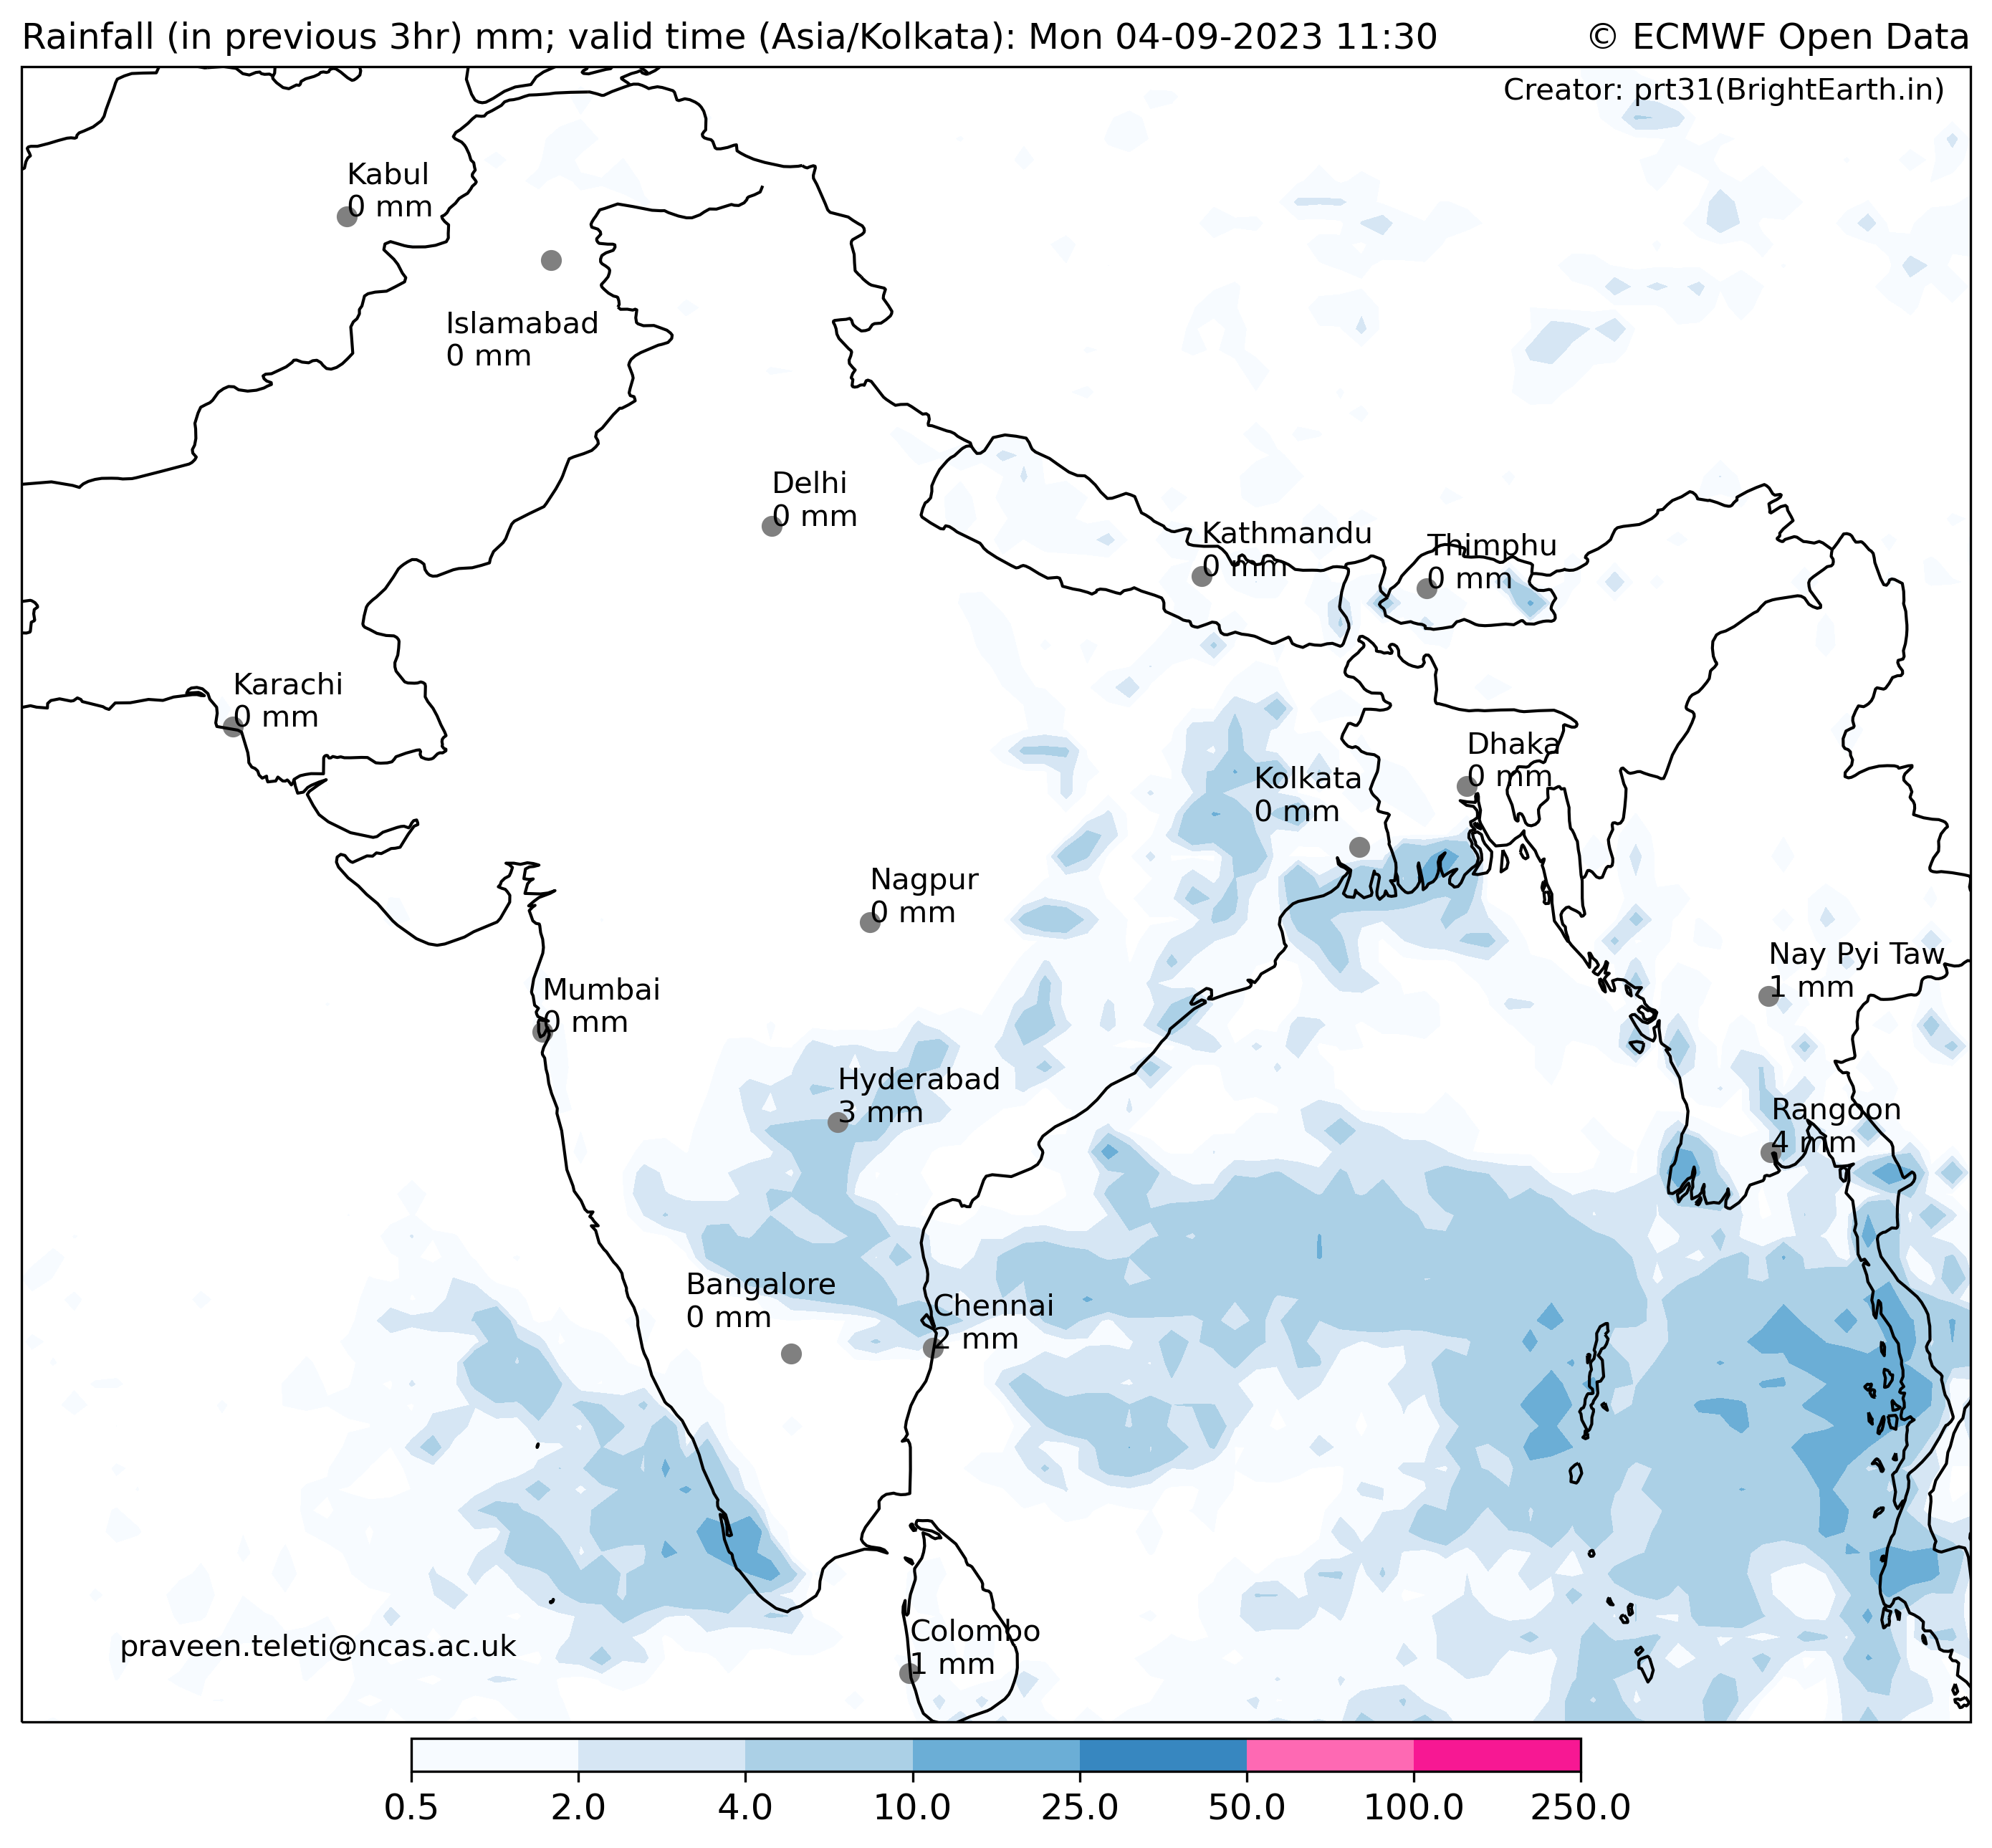 Rainfall (in previous 3hr) mm; valid time (Asia/Kolkata): Mon 04-09-2023 11:30
© ECMWF Open Data
Creator: prt31(BrightEarth.in)
Kabul
0 mm
Islamabad
0 mm
Delhi
0 mm
Kathmandu
0 mm
Thimphu
0 mm
Karachi
0 mm
Dhaka
0 mm
Kolkata
0 mm
Nagpur
0 mm
Nay Pyi Taw
1 mm
Mumbai
0 mm
Hyderabad
3 mm
Rangoon
4 mm
Bangalore
0 mm
Chennai
2 mm
Colombo
1 mm
praveen.teleti@ncas.ac.uk
0.5 2.0 4.0 10.0 25.0 50.0 100.0 250.0